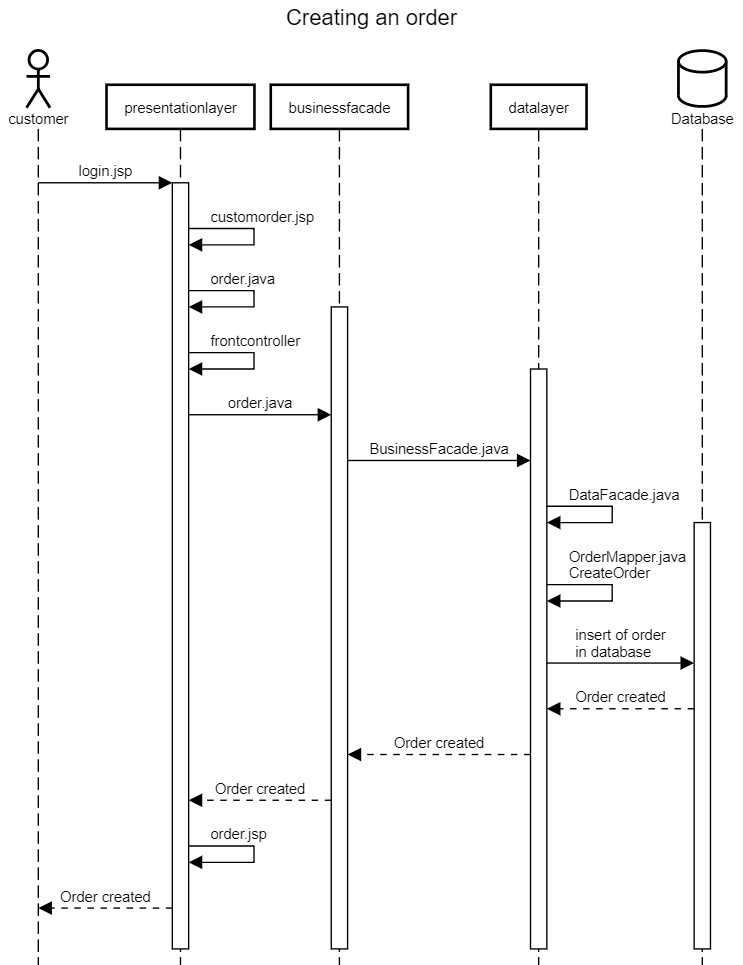 Creating an order
customer
presentationlayer
businessfacade
datalayer
Database
login.jsp
customorder.jsp
order.java
frontcontroller
order.java
BusinessFacade.java
DataFacade.java
OrderMapper.java
CreateOrder
insert of order
in database
Order created
Order created
Order created
order.jsp
Order created